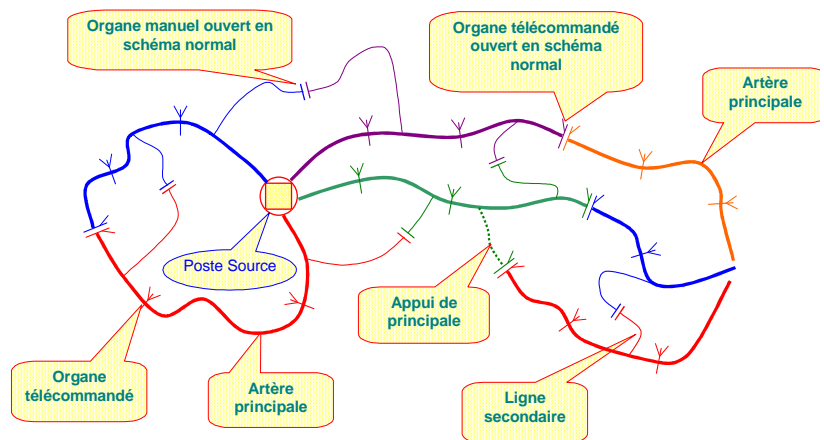 Organe manuel ouvert en
schéma normal
Organe télécommandé
ouvert en schéma
normal
Artère
principale
Poste Source
Appui de
principale
Organe
télécommandé
Artère
principale
Ligne
secondaire